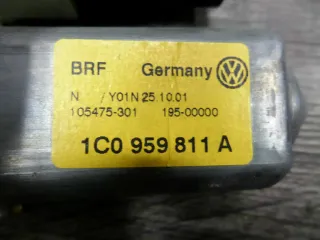 BRF Germany
N / Y01N 25.10.01
105475-301 195-00000
1C0 959 811 A